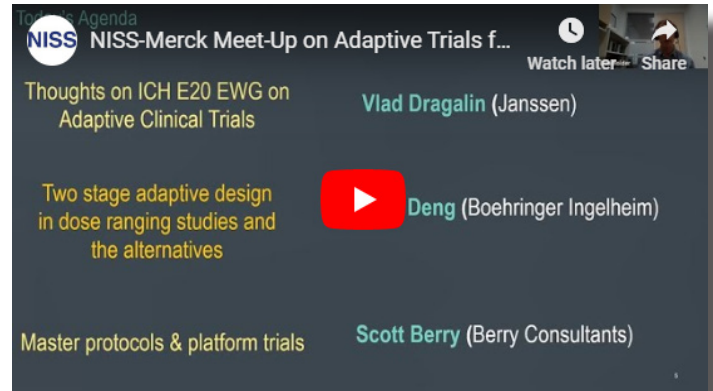 Today's Agenda
NISS
NISS-Merck Meet-Up on Adaptive Trials f...
Watch later
Share
Thoughts on ICH E20 EWG on
Adaptive Clinical Trials
Vlad Dragalin (Janssen)
Two stage adaptive design
in dose ranging studies and
the alternatives
Deng (Boehringer Ingelheim)
Master protocols & platform trials
Scott Berry (Berry Consultants)